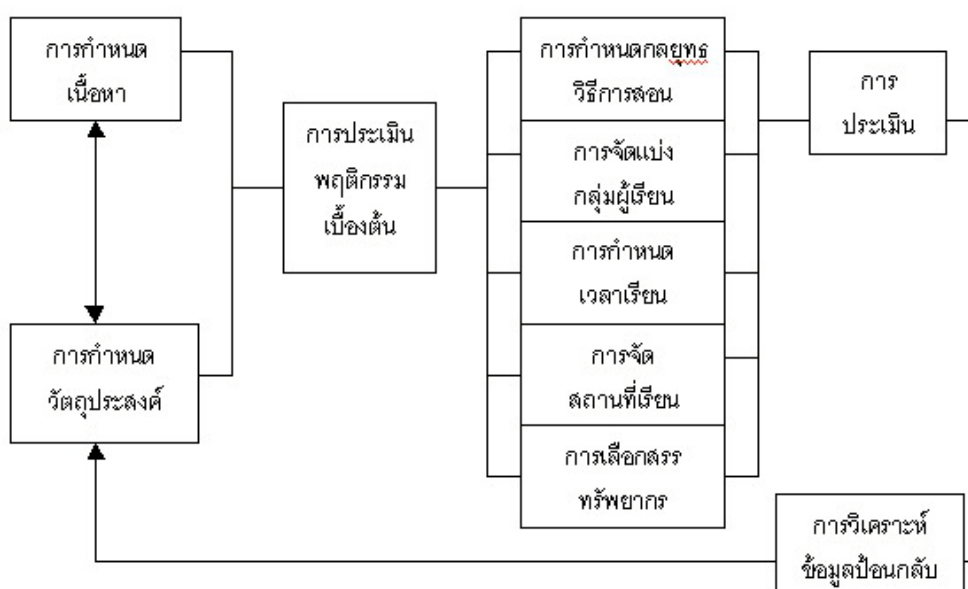 การกำหนด
เนื้อหา
การกำหนด
วัตถุประสงค์
การประเมิน
พฤติกรรม
เบื้องต้น
การกำหนดกลยุทธ
วิธีการสอน
การจัดแบ่ง
กลุ่มผู้เรียน
การกำหนด
เวลาเรียน
การจัด
สถานที่เรียน
การเลือกสรร
ทรัพยากร
การ
ประเมิน
การวิเคราะห์
ข้อมูลป้อนกลับ